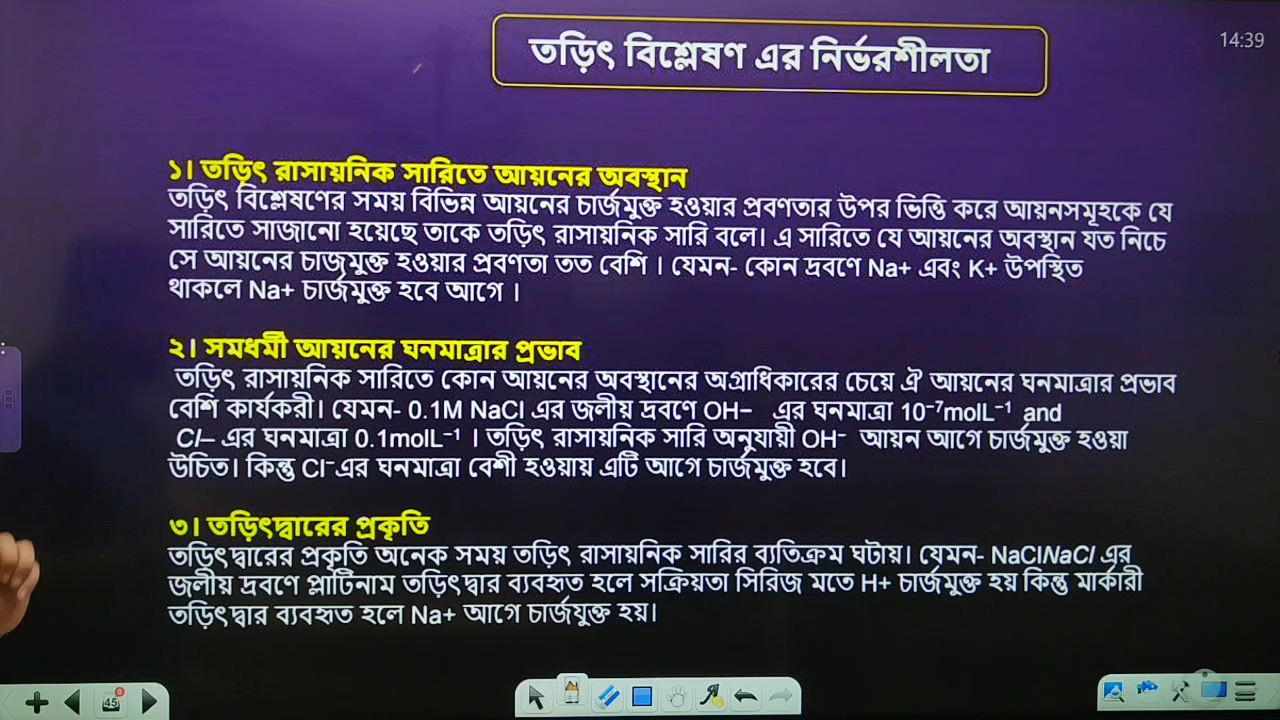 তড়িৎ বিশ্লেষণ এর নির্ভরশীলতা
14:39
১। তড়িৎ রাসায়নিক সারিতে আয়নের অবস্থান
তড়িৎ বিশ্লেষণের সময় বিভিন্ন আয়নের চার্জমুক্ত হওয়ার প্রবণতার উপর ভিত্তি করে আয়নসমূহকে যে
সারিতে সাজানো হয়েছে তাকে তড়িৎ রাসায়নিক সারি বলে। এ সারিতে যে আয়নের অবস্থান যত নিচে
সে আয়নের চাজৃমুক্ত হওয়ার প্রবণতা তত বেশি । যেমন- কোন দ্রবণে Na+ এবং K+ উপস্থিত
থাকলে Na+ চার্জমুক্ত হবে আগে ।
২। সমধর্মী আয়নের ঘনমাত্রার প্রভাব
তড়িৎ রাসায়নিক সারিতে কোন আয়নের অবস্থানের অগ্রাধিকারের চেয়ে ঐ আয়নের ঘনমাত্রার প্রভাব
বেশি কার্যকরী। যেমন- 0.1M NaCl এর জলীয় দ্রবণে OH− এর ঘনমাত্রা 10⁻⁷molL⁻¹ and
Cl– এর ঘনমাত্রা 0.1molL⁻¹ । তড়িৎ রাসায়নিক সারি অনুযায়ী OH⁻ আয়ন আগে চার্জমুক্ত হওয়া
উচিত। কিন্তু Cl⁻এর ঘনমাত্রা বেশী হওয়ায় এটি আগে চার্জমুক্ত হবে।
৩। তড়িৎদ্বারের প্রকৃতি
তড়িৎদ্বারের প্রকৃতি অনেক সময় তড়িৎ রাসায়নিক সারির ব্যতিক্রম ঘটায়। যেমন- NaClNaCl এর
জলীয় দ্রবণে প্লাটিনাম তড়িৎদ্বার ব্যবহৃত হলে সক্রিয়তা সিরিজ মতে H+ চার্জমুক্ত হয় কিন্তু মার্কারী
তড়িৎদ্বার ব্যবহৃত হলে Na+ আগে চার্জযুক্ত হয়।
45